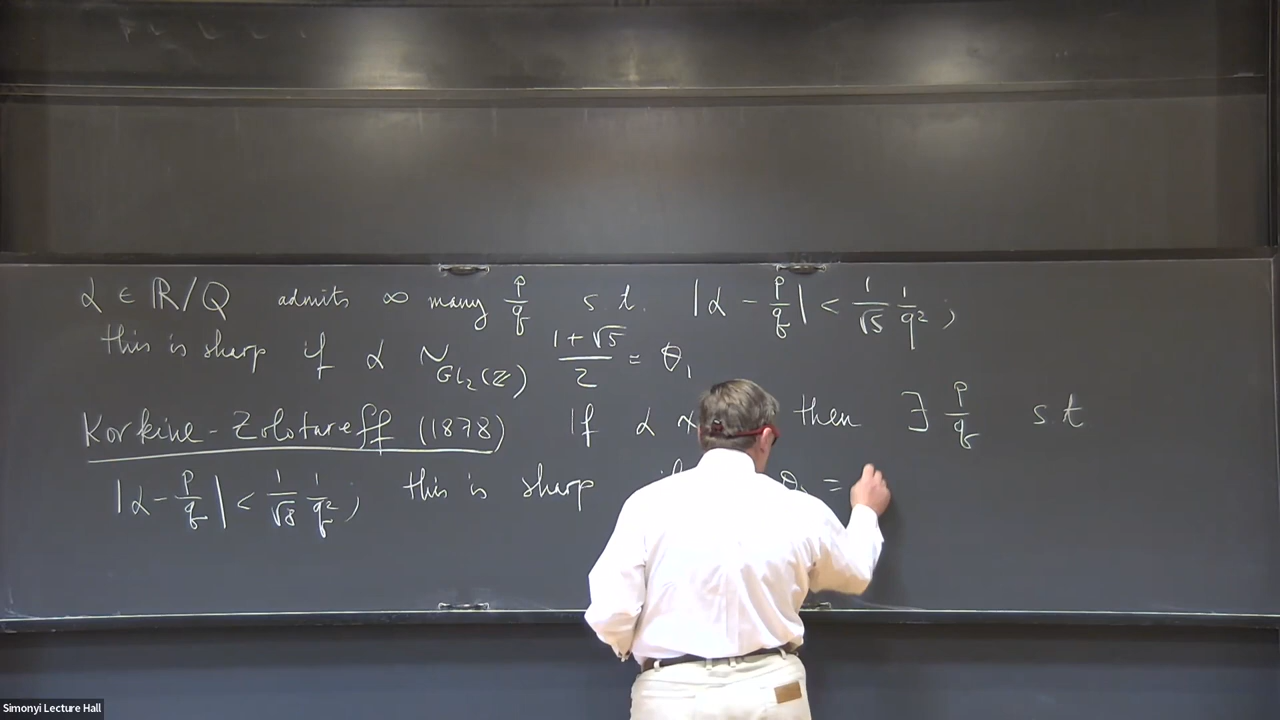 α ∈ ℝ/Q admits ∞ many p/q s.t. |α - p/q| < 1/√5 1/q²;
this is sharp if α ~ GL₂(ℤ) (1+√5)/2 = θ₁
Korkine-Zolotareff (1878) If α ≁ then ∃ p/q s.t
|α - p/q| < 1/√8 1/q²; this is sharp =
Simonyi Lecture Hall